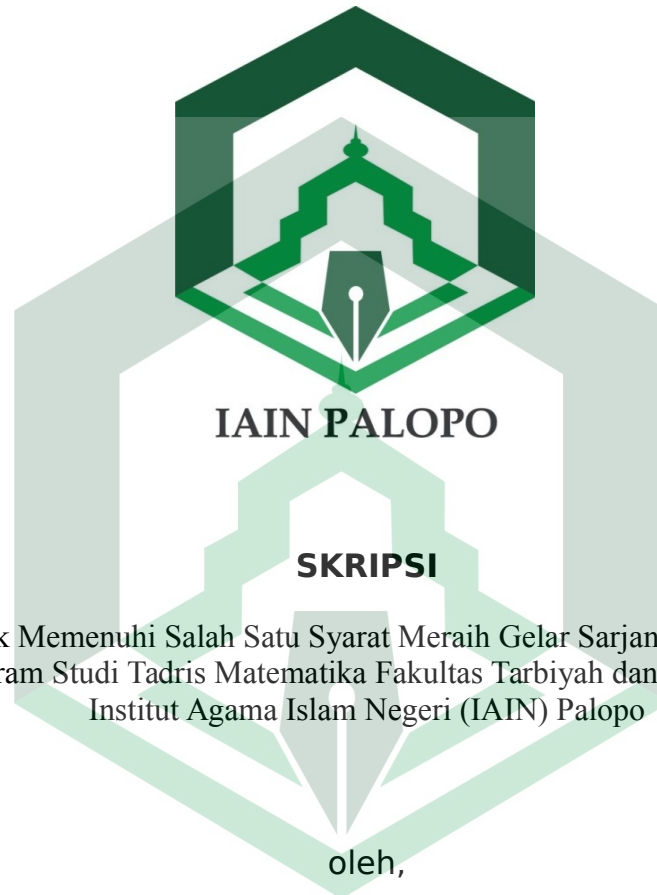 IAIN PALOPO
SKRIPSI
k Memenuhi Salah Satu Syarat Meraih Gelar Sarjan
ram Studi Tadris Matematika Fakultas Tarbiyah dan
Institut Agama Islam Negeri (IAIN) Palopo
oleh,